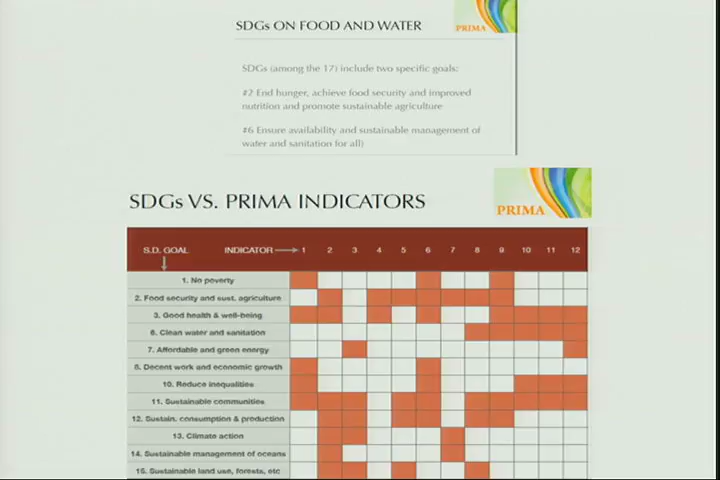 SDGs ON FOOD AND WATER
PRIMA
SDGs (among the 17) include two specific goals:
#2 End hunger, achieve food security and improved
nutrition and promote sustainable agriculture
#6 Ensure availability and sustainable management of
water and sanitation for all)
SDGs VS. PRIMA INDICATORS
PRIMA
S.D. GOAL INDICATOR 1 2 3 4 5 6 7 8 9 10 11 12
1. No poverty
2. Food security and sust. agriculture
3. Good health & well-being
6. Clean water and sanitation
7. Affordable and green energy
8. Decent work and economic growth
10. Reduce inequalities
11. Sustainable communities
12. Sustain. consumption & production
13. Climate action
14. Sustainable management of oceans
15. Sustainable land use, forests, etc